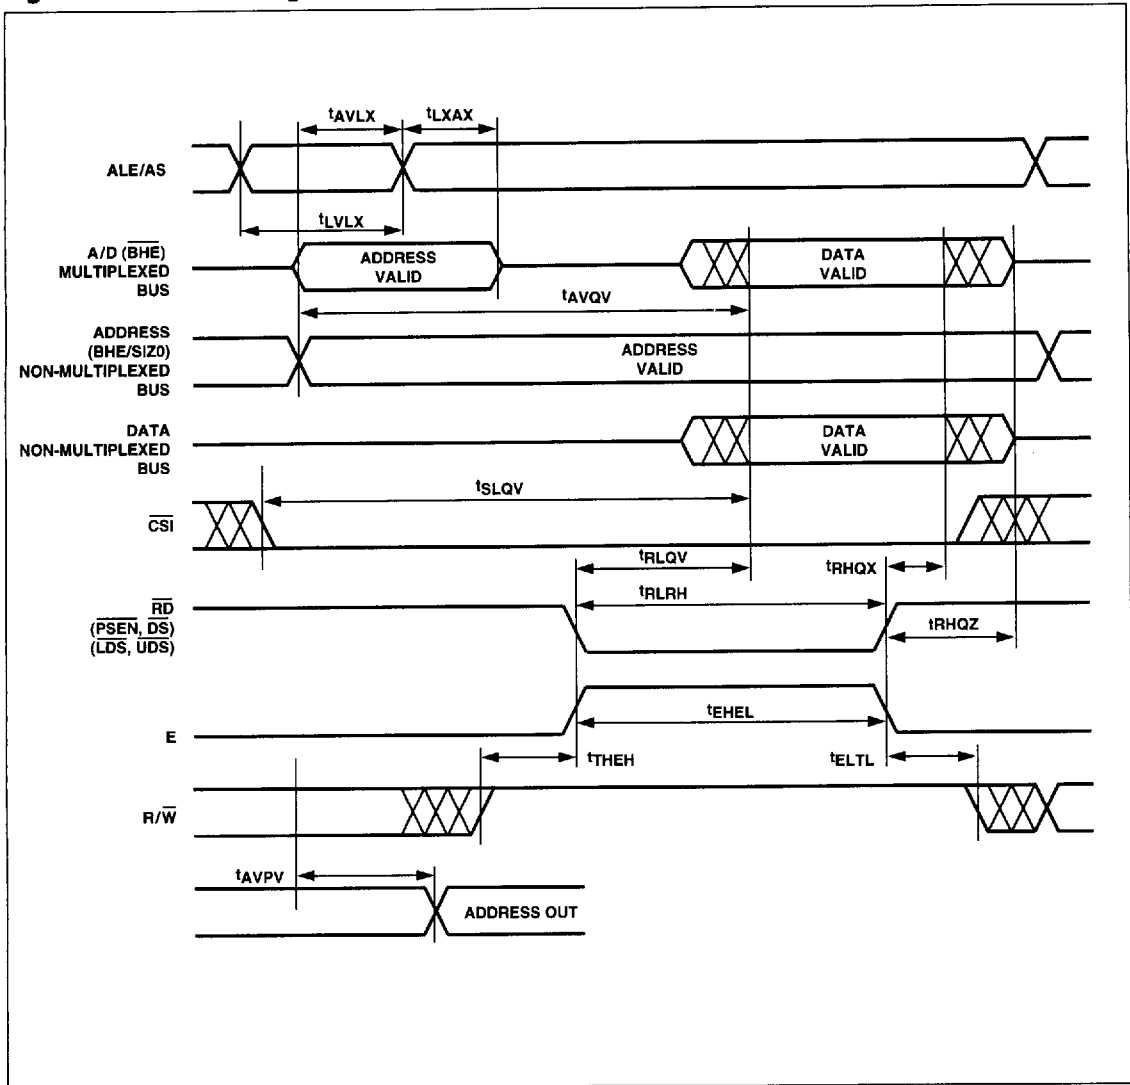 tAVLX
tLXAX
ALE/AS
tLVLX
A/D (BHE)
MULTIPLEXED
BUS
ADDRESS
VALID
DATA
VALID
tAVQV
ADDRESS
(BHE/SIZ0)
NON-MULTIPLEXED
BUS
ADDRESS
VALID
DATA
NON-MULTIPLEXED
BUS
DATA
VALID
tSLQV
CSI
tRLQV
tRHQX
tRLRH
RD
(PSEN, DS)
(LDS, UDS)
tRHQZ
tEHEL
E
tTHEH
tELTL
R/W
tAVPV
ADDRESS OUT